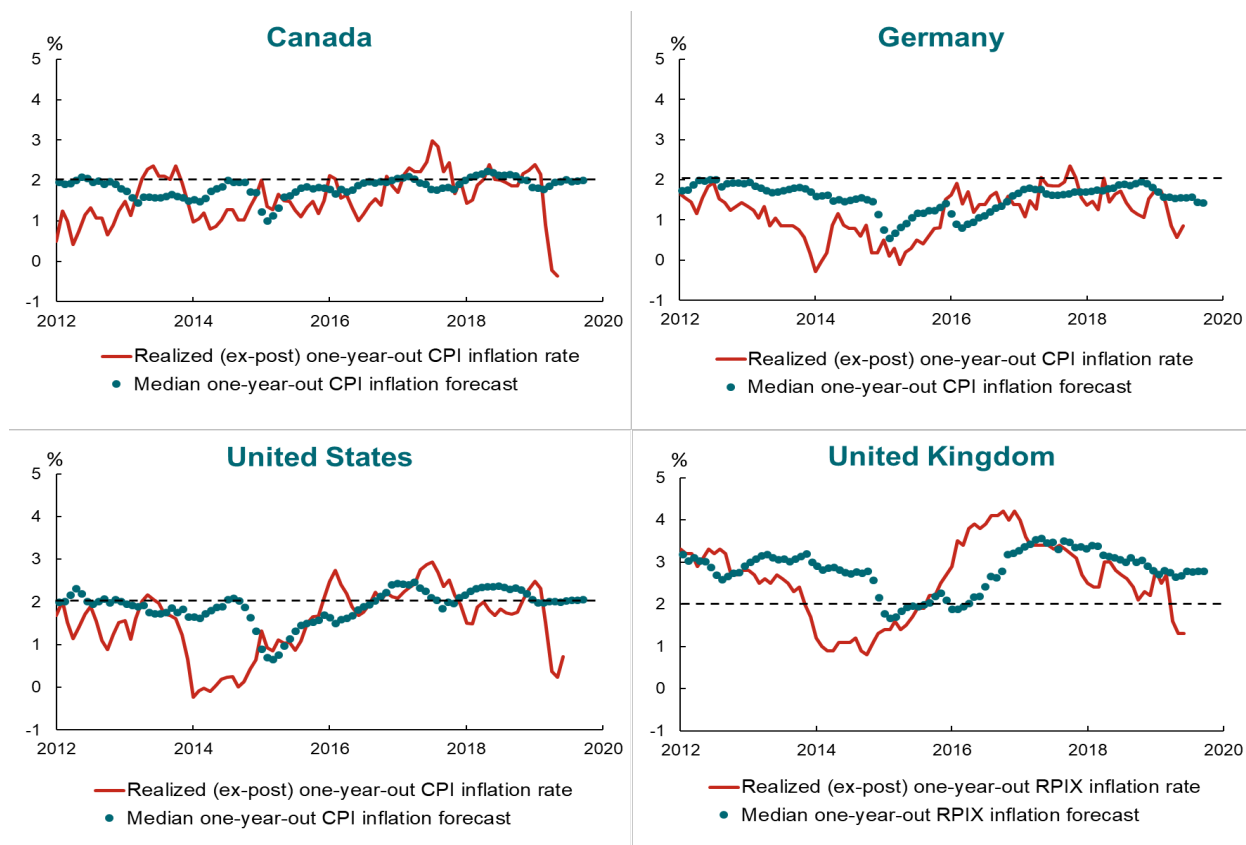 Canada
%
5
4
3
2
1
0
-1
2012 2014 2016 2018 2020
Realized (ex-post) one-year-out CPI inflation rate
Median one-year-out CPI inflation forecast
Germany
%
5
4
3
2
1
0
-1
2012 2014 2016 2018 2020
Realized (ex-post) one-year-out CPI inflation rate
Median one-year-out CPI inflation forecast
United States
%
5
4
3
2
1
0
-1
2012 2014 2016 2018 2020
Realized (ex-post) one-year-out CPI inflation rate
Median one-year-out CPI inflation forecast
United Kingdom
%
5
4
3
2
1
0
-1
2012 2014 2016 2018 2020
Realized (ex-post) one-year-out RPIX inflation rate
Median one-year-out RPIX inflation forecast